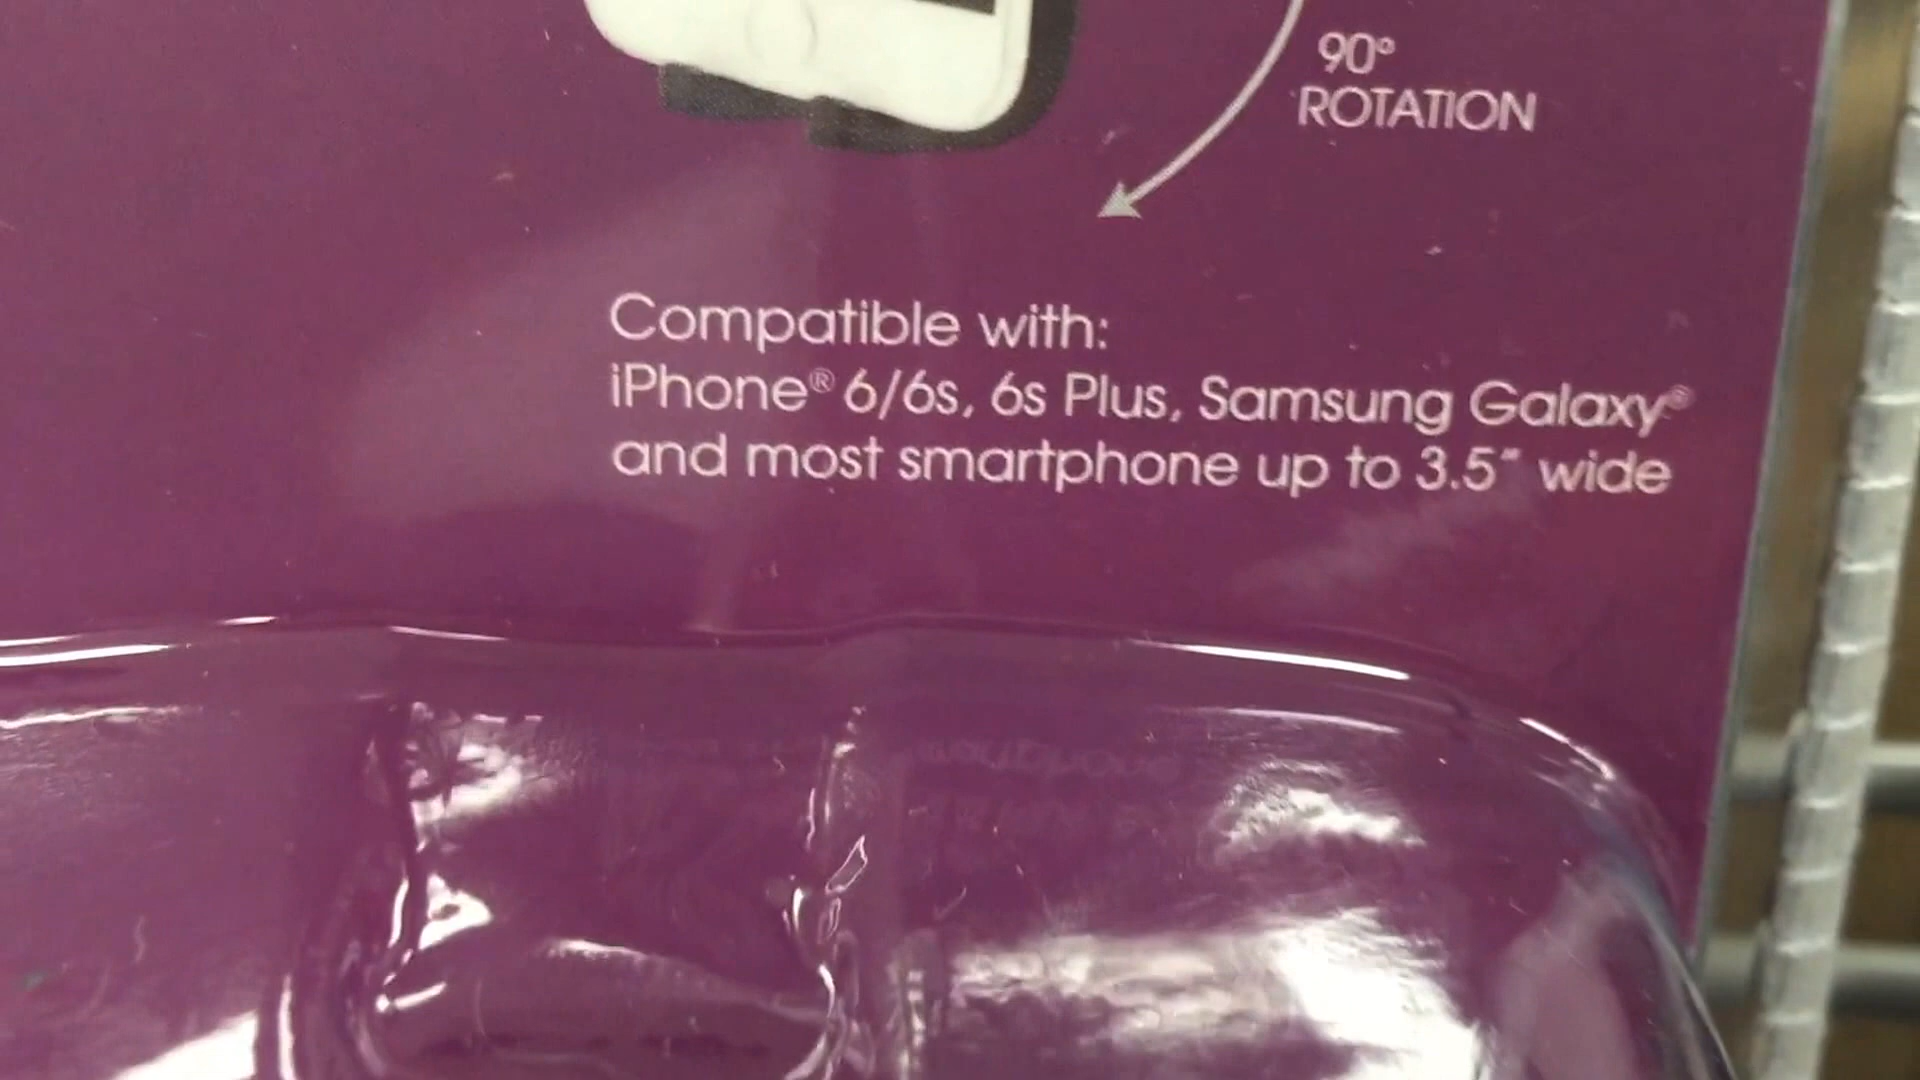 90°
ROTATION
Compatible with:
iPhone® 6/6s, 6s Plus, Samsung Galaxy®
and most smartphone up to 3.5" wide